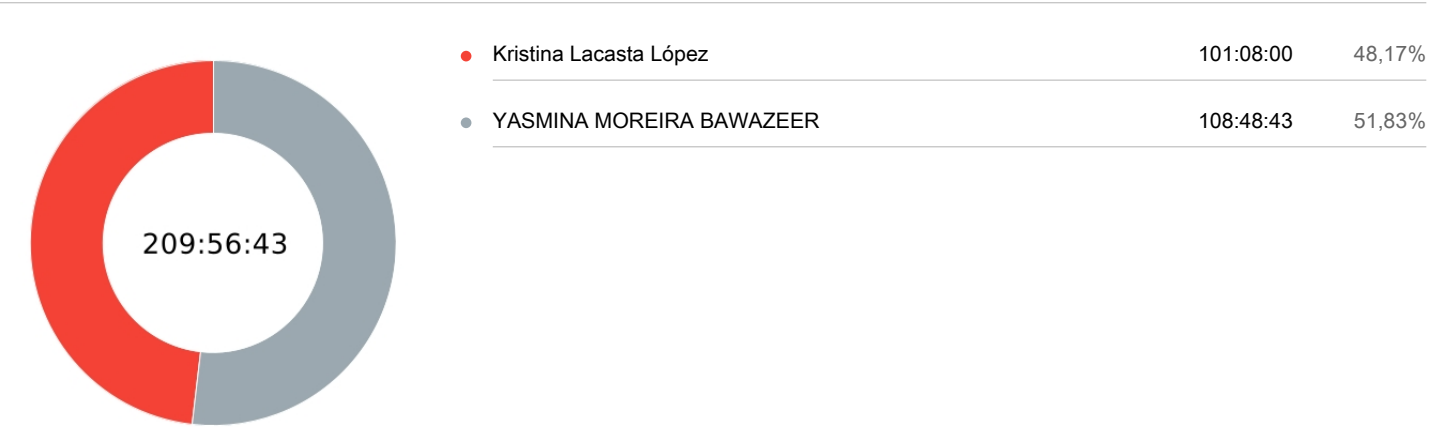 Kristina Lacasta López 101:08:00 48,17%
YASMINA MOREIRA BAWAZEER 108:48:43 51,83%
209:56:43